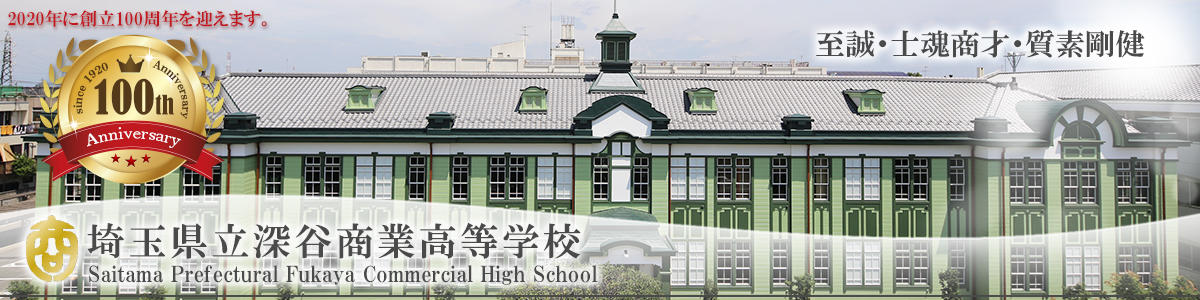 2020年に創立100周年を迎えます。
至誠・士魂商才・質素剛健
since 1920
Anniversary
100th
Anniversary
埼玉県立深谷商業高等学校
Saitama Prefectural Fukaya Commercial High School